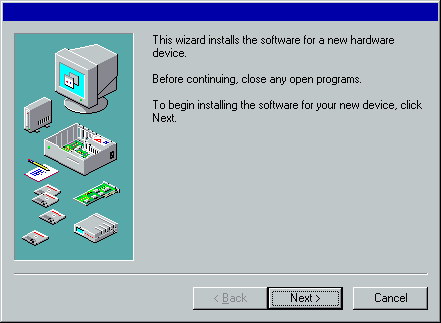 This wizard installs the software for a new hardware
device.
Before continuing, close any open programs.
To begin installing the software for your new device, click
Next.
< Back
Next >
Cancel